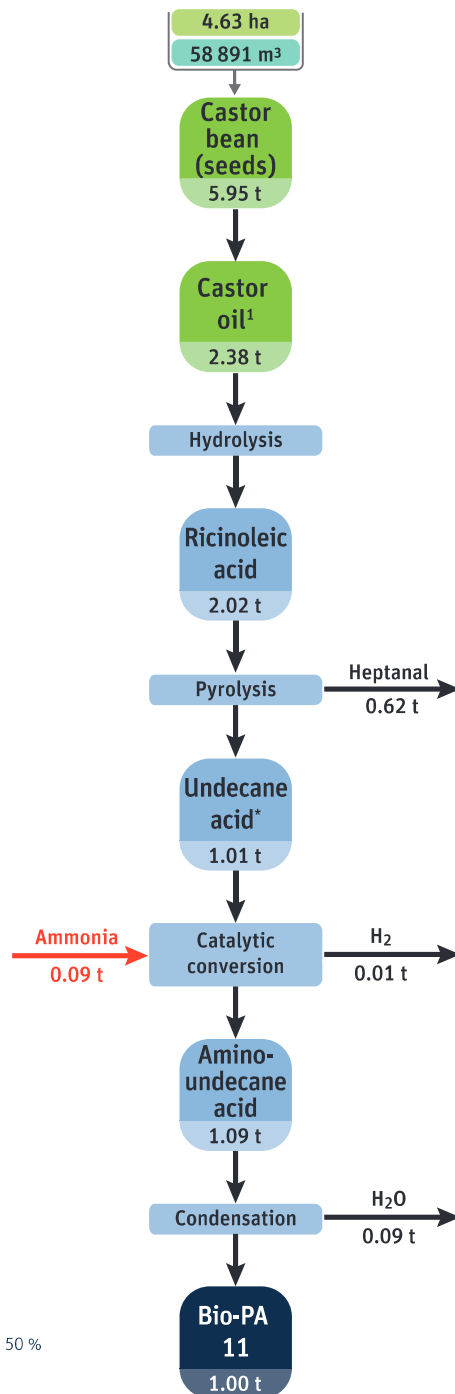 4.63 ha
58 891 m³
Castor
bean
(seeds)
5.95 t
Castor
oil¹
2.38 t
Hydrolysis
Ricinoleic
acid
2.02 t
Pyrolysis
Heptanal
0.62 t
Undecane
acid*
1.01 t
Ammonia
0.09 t
Catalytic
conversion
H₂
0.01 t
Amino-
undecane
acid
1.09 t
Condensation
H₂O
0.09 t
Bio-PA
11
1.00 t
50 %